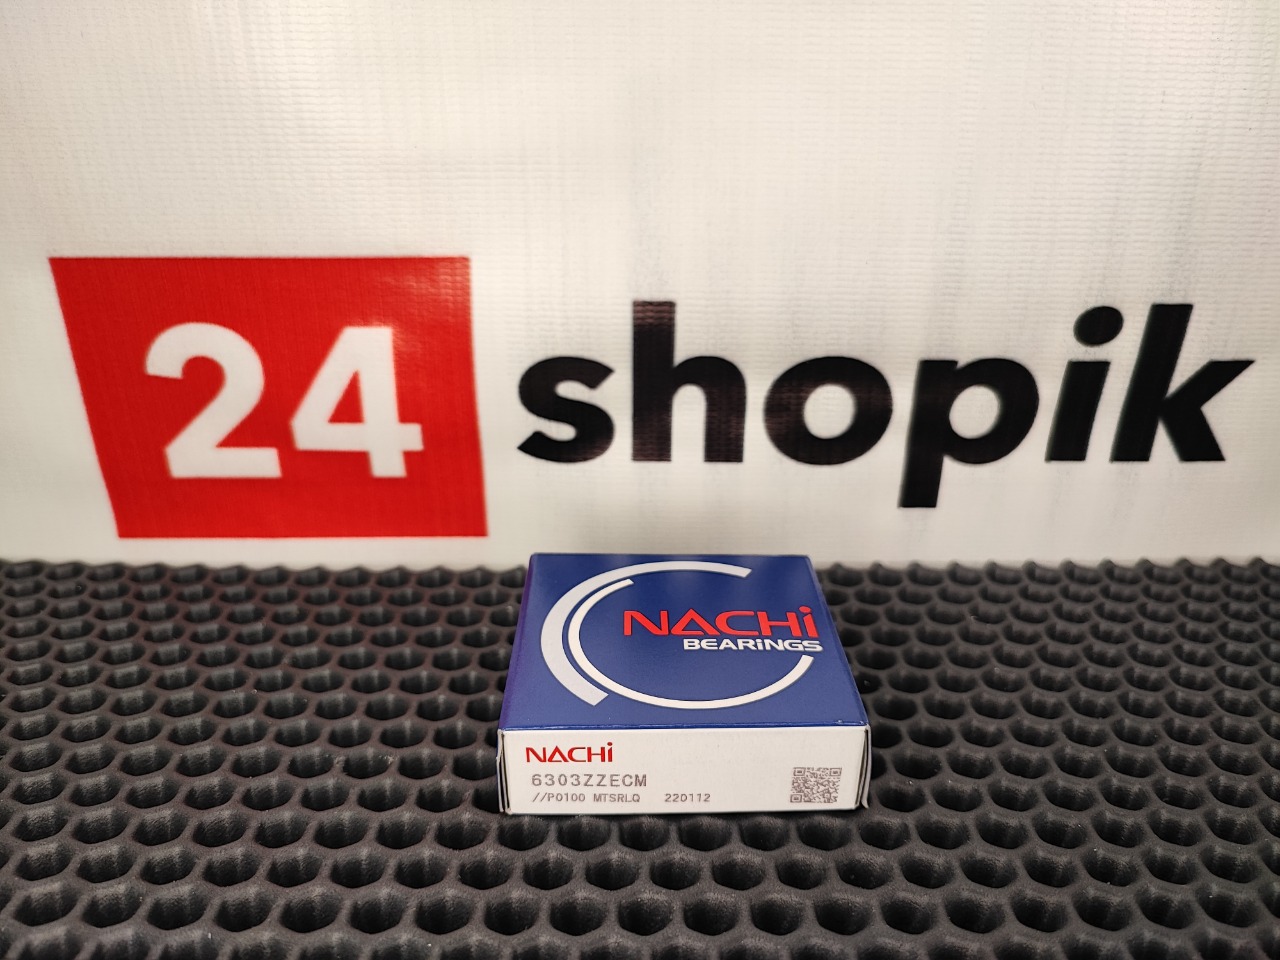 24 shopik
NACHi
BEARiNGS
NACHi
6303ZZECM
//P0100 MTSRLQ 220112